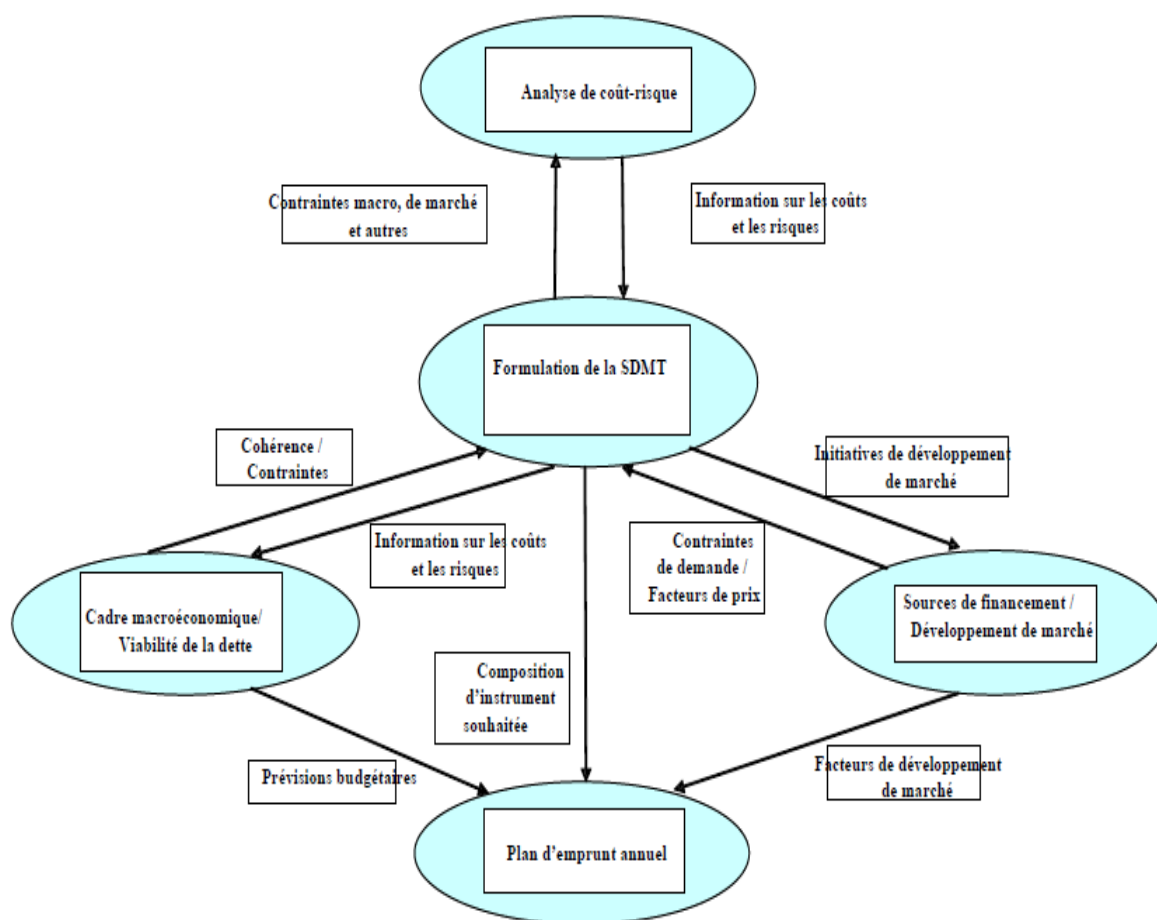 Analyse de coût-risque
Contraintes macro, de marché
et autres
Information sur les coûts
et les risques
Formulation de la SDMT
Cohérence /
Contraintes
Initiatives de développement
de marché
Information sur les coûts
et les risques
Contraintes
de demande /
Facteurs de prix
Cadre macroéconomique/
Viabilité de la dette
Sources de financement /
Développement de marché
Composition
d’instrument
souhaitée
Prévisions budgétaires
Facteurs de développement
de marché
Plan d’emprunt annuel